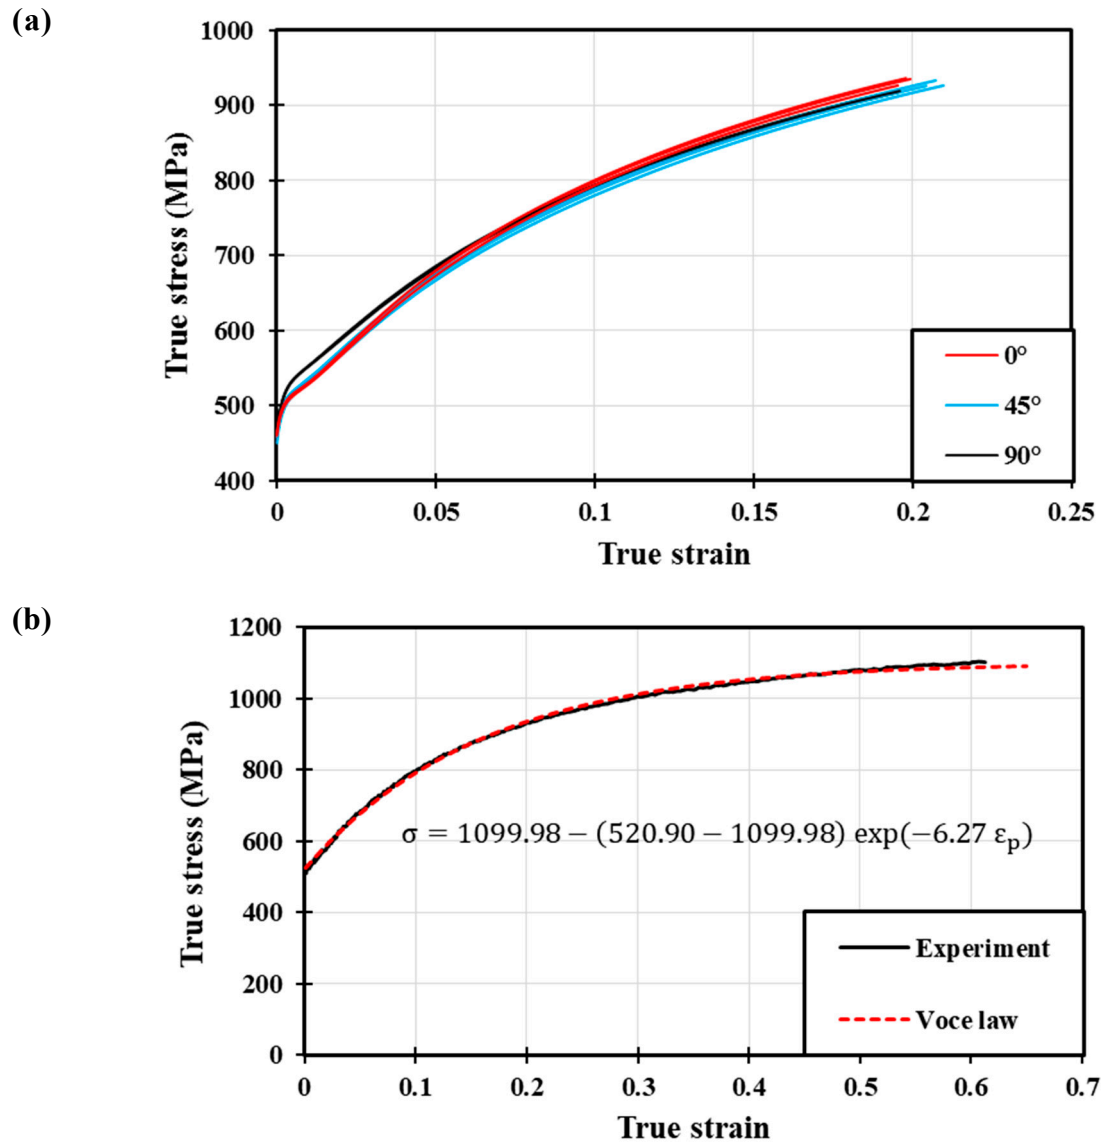 (a)
1000
900
800
700
600
500
400
True stress (MPa)
0°
45°
90°
0 0.05 0.1 0.15 0.2 0.25
True strain
(b)
1200
1000
800
600
400
200
0
True stress (MPa)
σ = 1099.98 − (520.90 − 1099.98) exp(−6.27 εp)
Experiment
Voce law
0 0.1 0.2 0.3 0.4 0.5 0.6 0.7
True strain